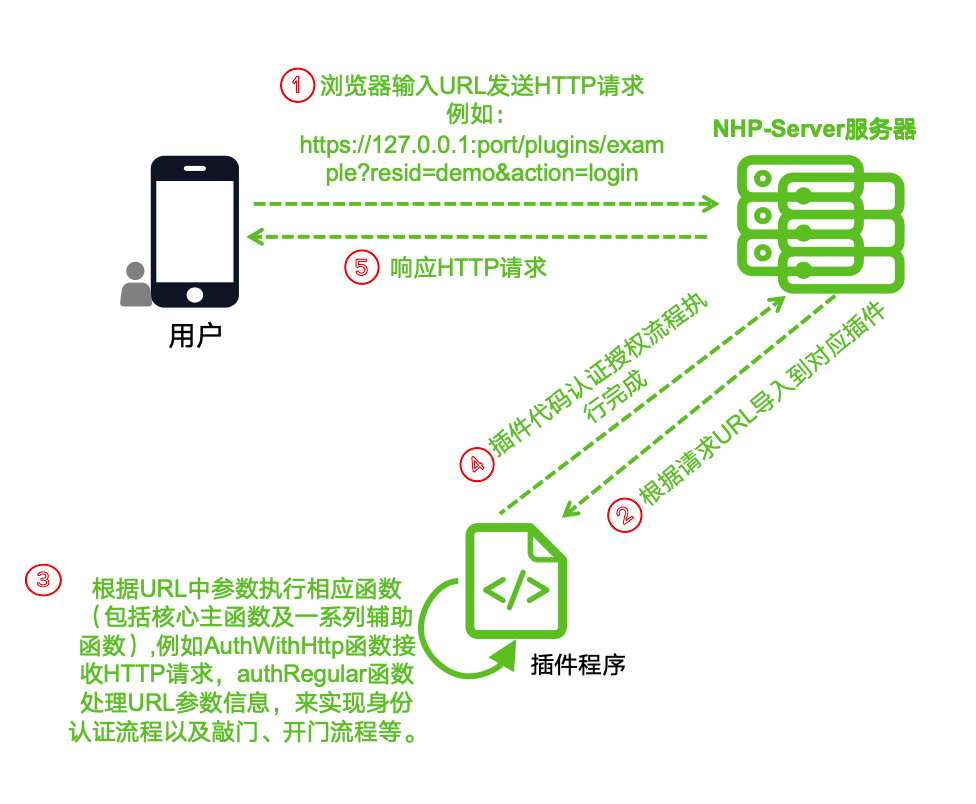 ① 浏览器输入URL发送HTTP请求
例如：
https://127.0.0.1:port/plugins/exam
ple?resid=demo&action=login
NHP-Server服务器
⑤ 响应HTTP请求
用户
④ 插件代码认证授权流程执
行完成
② 根据请求URL导入到对应插件
③ 根据URL中参数执行相应函数
（包括核心主函数及一系列辅助
函数）,例如AuthWithHttp函数接
收HTTP请求，authRegular函数
处理URL参数信息，来实现身份
认证流程以及敲门、开门流程等。
</>
插件程序